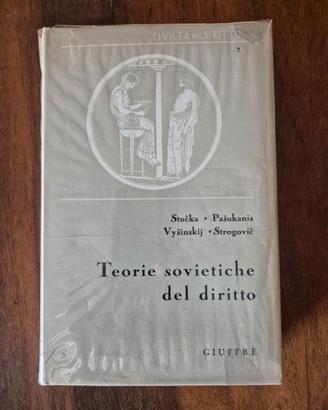 CIVILTÀ DEL DIRITTO
7
Stučka • Pašukanis
Vyšinskij • Strogovič
Teorie sovietiche
del diritto
GIUFFRÈ